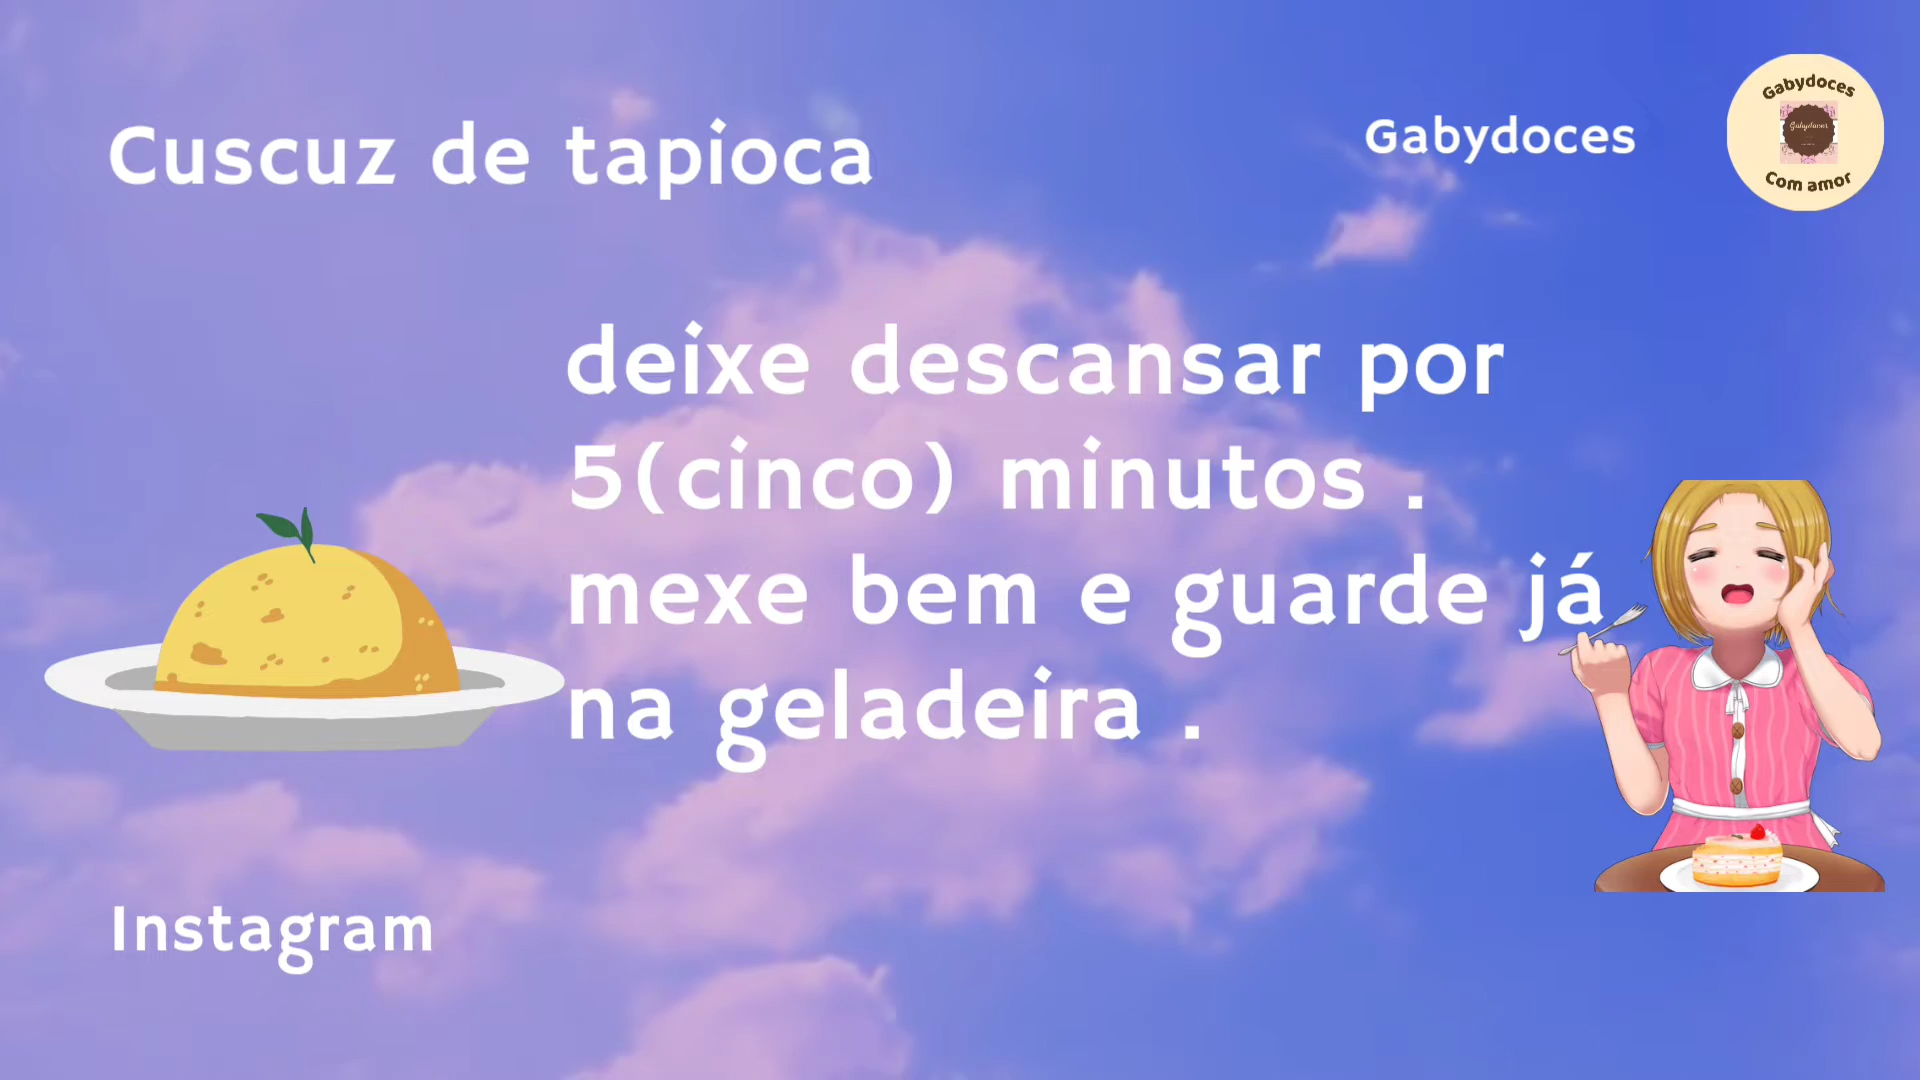 Cuscuz de tapioca
Gabydoces
Gabydoces
Com amor
deixe descansar por
5(cinco) minutos .
mexe bem e guarde já
na geladeira .
Instagram